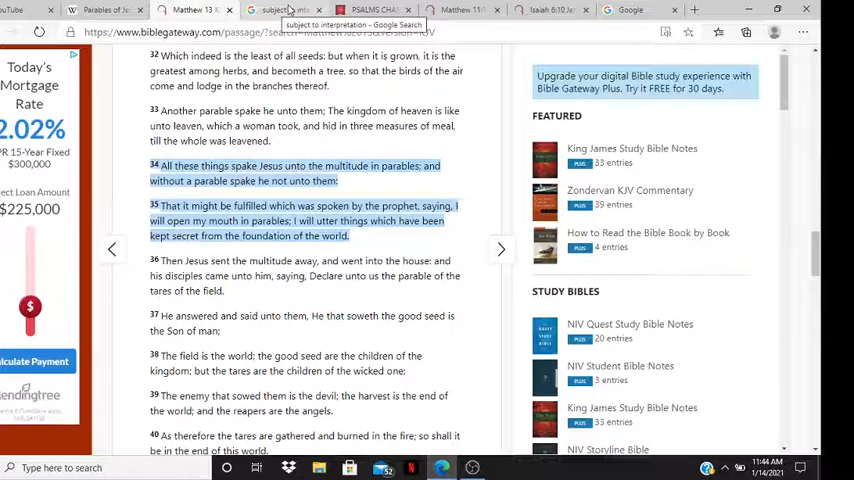 ouTube
Parables of Je
Matthew 13 K
subject to inte
PSALMS CHA
Matthew 11:
Isaiah 6:10 Je
Google
subject to interpretation - Google Search
https://www.biblegateway.com/passage/?search=Matthew
Today's
Mortgage
Rate
2.02%
PR 15-Year Fixed
$300,000
lect Loan Amount
$225,000
$
alculate Payment
lendingtree
32 Which indeed is the least of all seeds: but when it is grown, it is the
greatest among herbs, and becometh a tree, so that the birds of the air
come and lodge in the branches thereof.
33 Another parable spake he unto them; The kingdom of heaven is like
unto leaven, which a woman took, and hid in three measures of meal,
till the whole was leavened.
34 All these things spake Jesus unto the multitude in parables; and
without a parable spake he not unto them:
35 That it might be fulfilled which was spoken by the prophet, saying, I
will open my mouth in parables; I will utter things which have been
kept secret from the foundation of the world.
36 Then Jesus sent the multitude away, and went into the house: and
his disciples came unto him, saying, Declare unto us the parable of the
tares of the field.
37 He answered and said unto them, He that soweth the good seed is
the Son of man;
38 The field is the world; the good seed are the children of the
kingdom; but the tares are the children of the wicked one;
39 The enemy that sowed them is the devil; the harvest is the end of
the world; and the reapers are the angels.
40 As therefore the tares are gathered and burned in the fire; so shall it
be in the end of this world.
Upgrade your digital Bible study experience with
Bible Gateway Plus. Try it FREE for 30 days.
FEATURED
King James Study Bible Notes
PLUS 33 entries
Zondervan KJV Commentary
PLUS 39 entries
How to Read the Bible Book by Book
PLUS 4 entries
STUDY BIBLES
NIV Quest Study Bible Notes
PLUS 20 entries
NIV Student Bible Notes
PLUS 3 entries
King James Study Bible Notes
PLUS 33 entries
NIV Storyline Bible
Type here to search
52
N
11:44 AM
1/14/2021